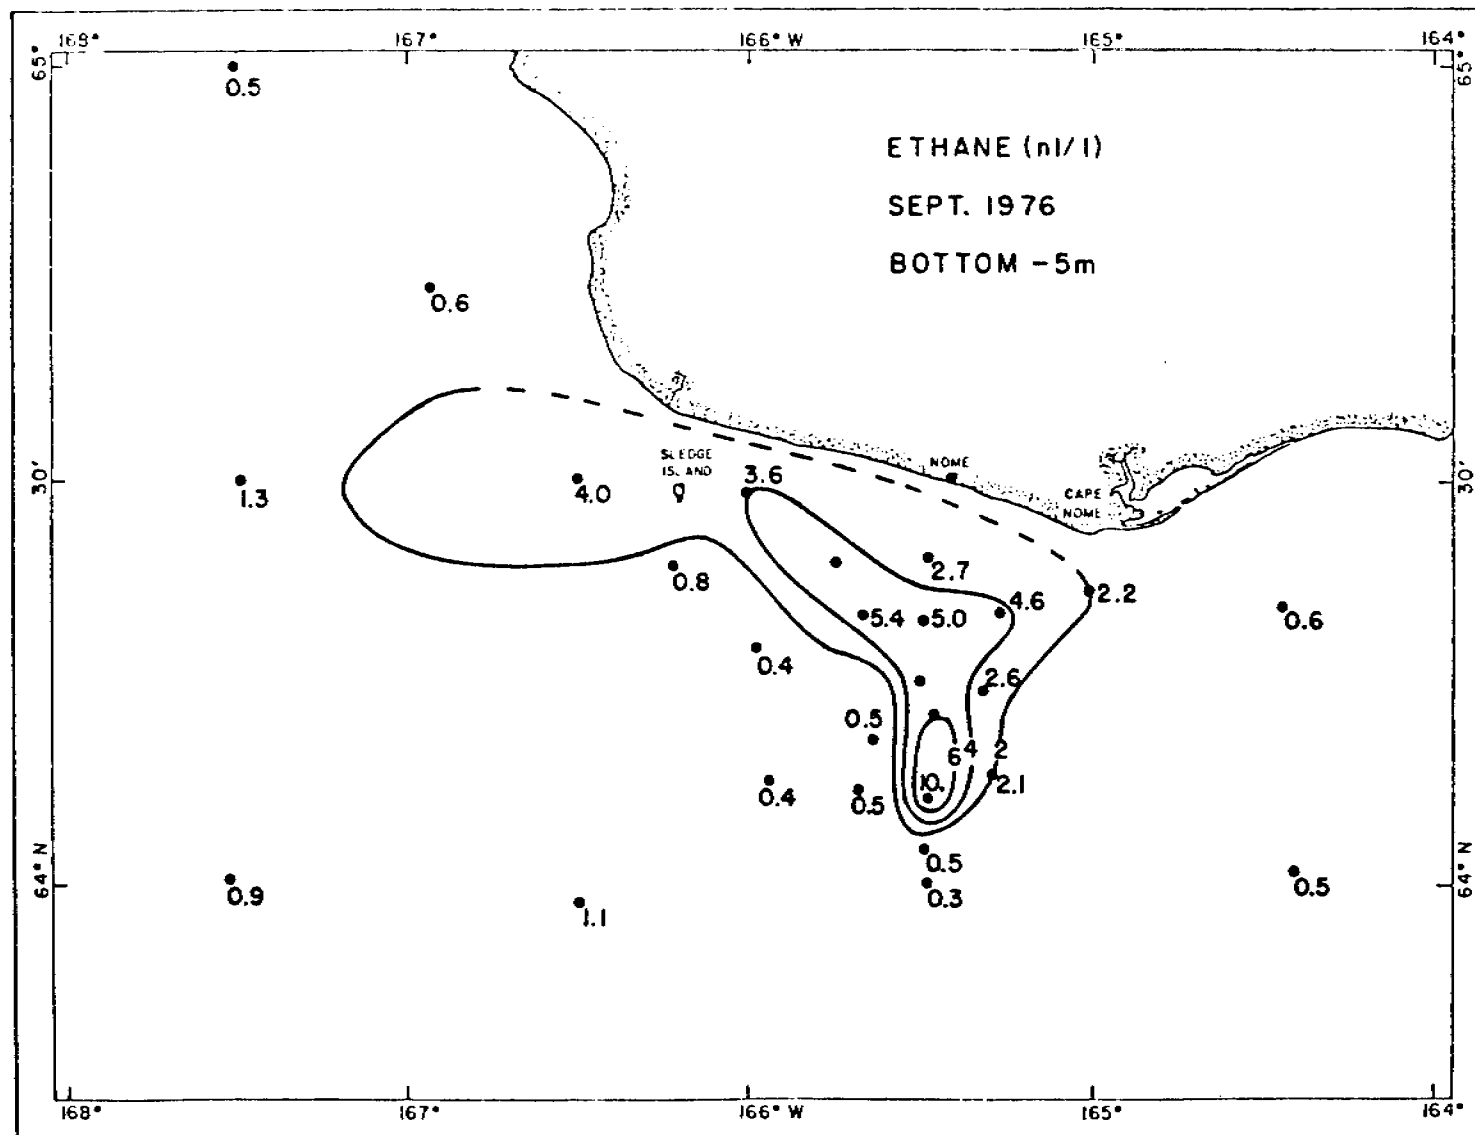 168° 167° 166° W 165° 164°
65° 65°
0.5
ETHANE (nl/l)
SEPT. 1976
BOTTOM -5m
0.6
SLEDGE
ISLAND
NOME
30' 30'
1.3
4.0
3.6
CAPE
NOME
2.7
0.8
2.2
4.6
0.6
5.4
5.0
0.4
2.6
0.5
6 4 2
10.
2.1
0.4
0.5
0.5
64° N 64° N
0.9
0.3
0.5
1.1
168° 167° 166° W 165° 164°